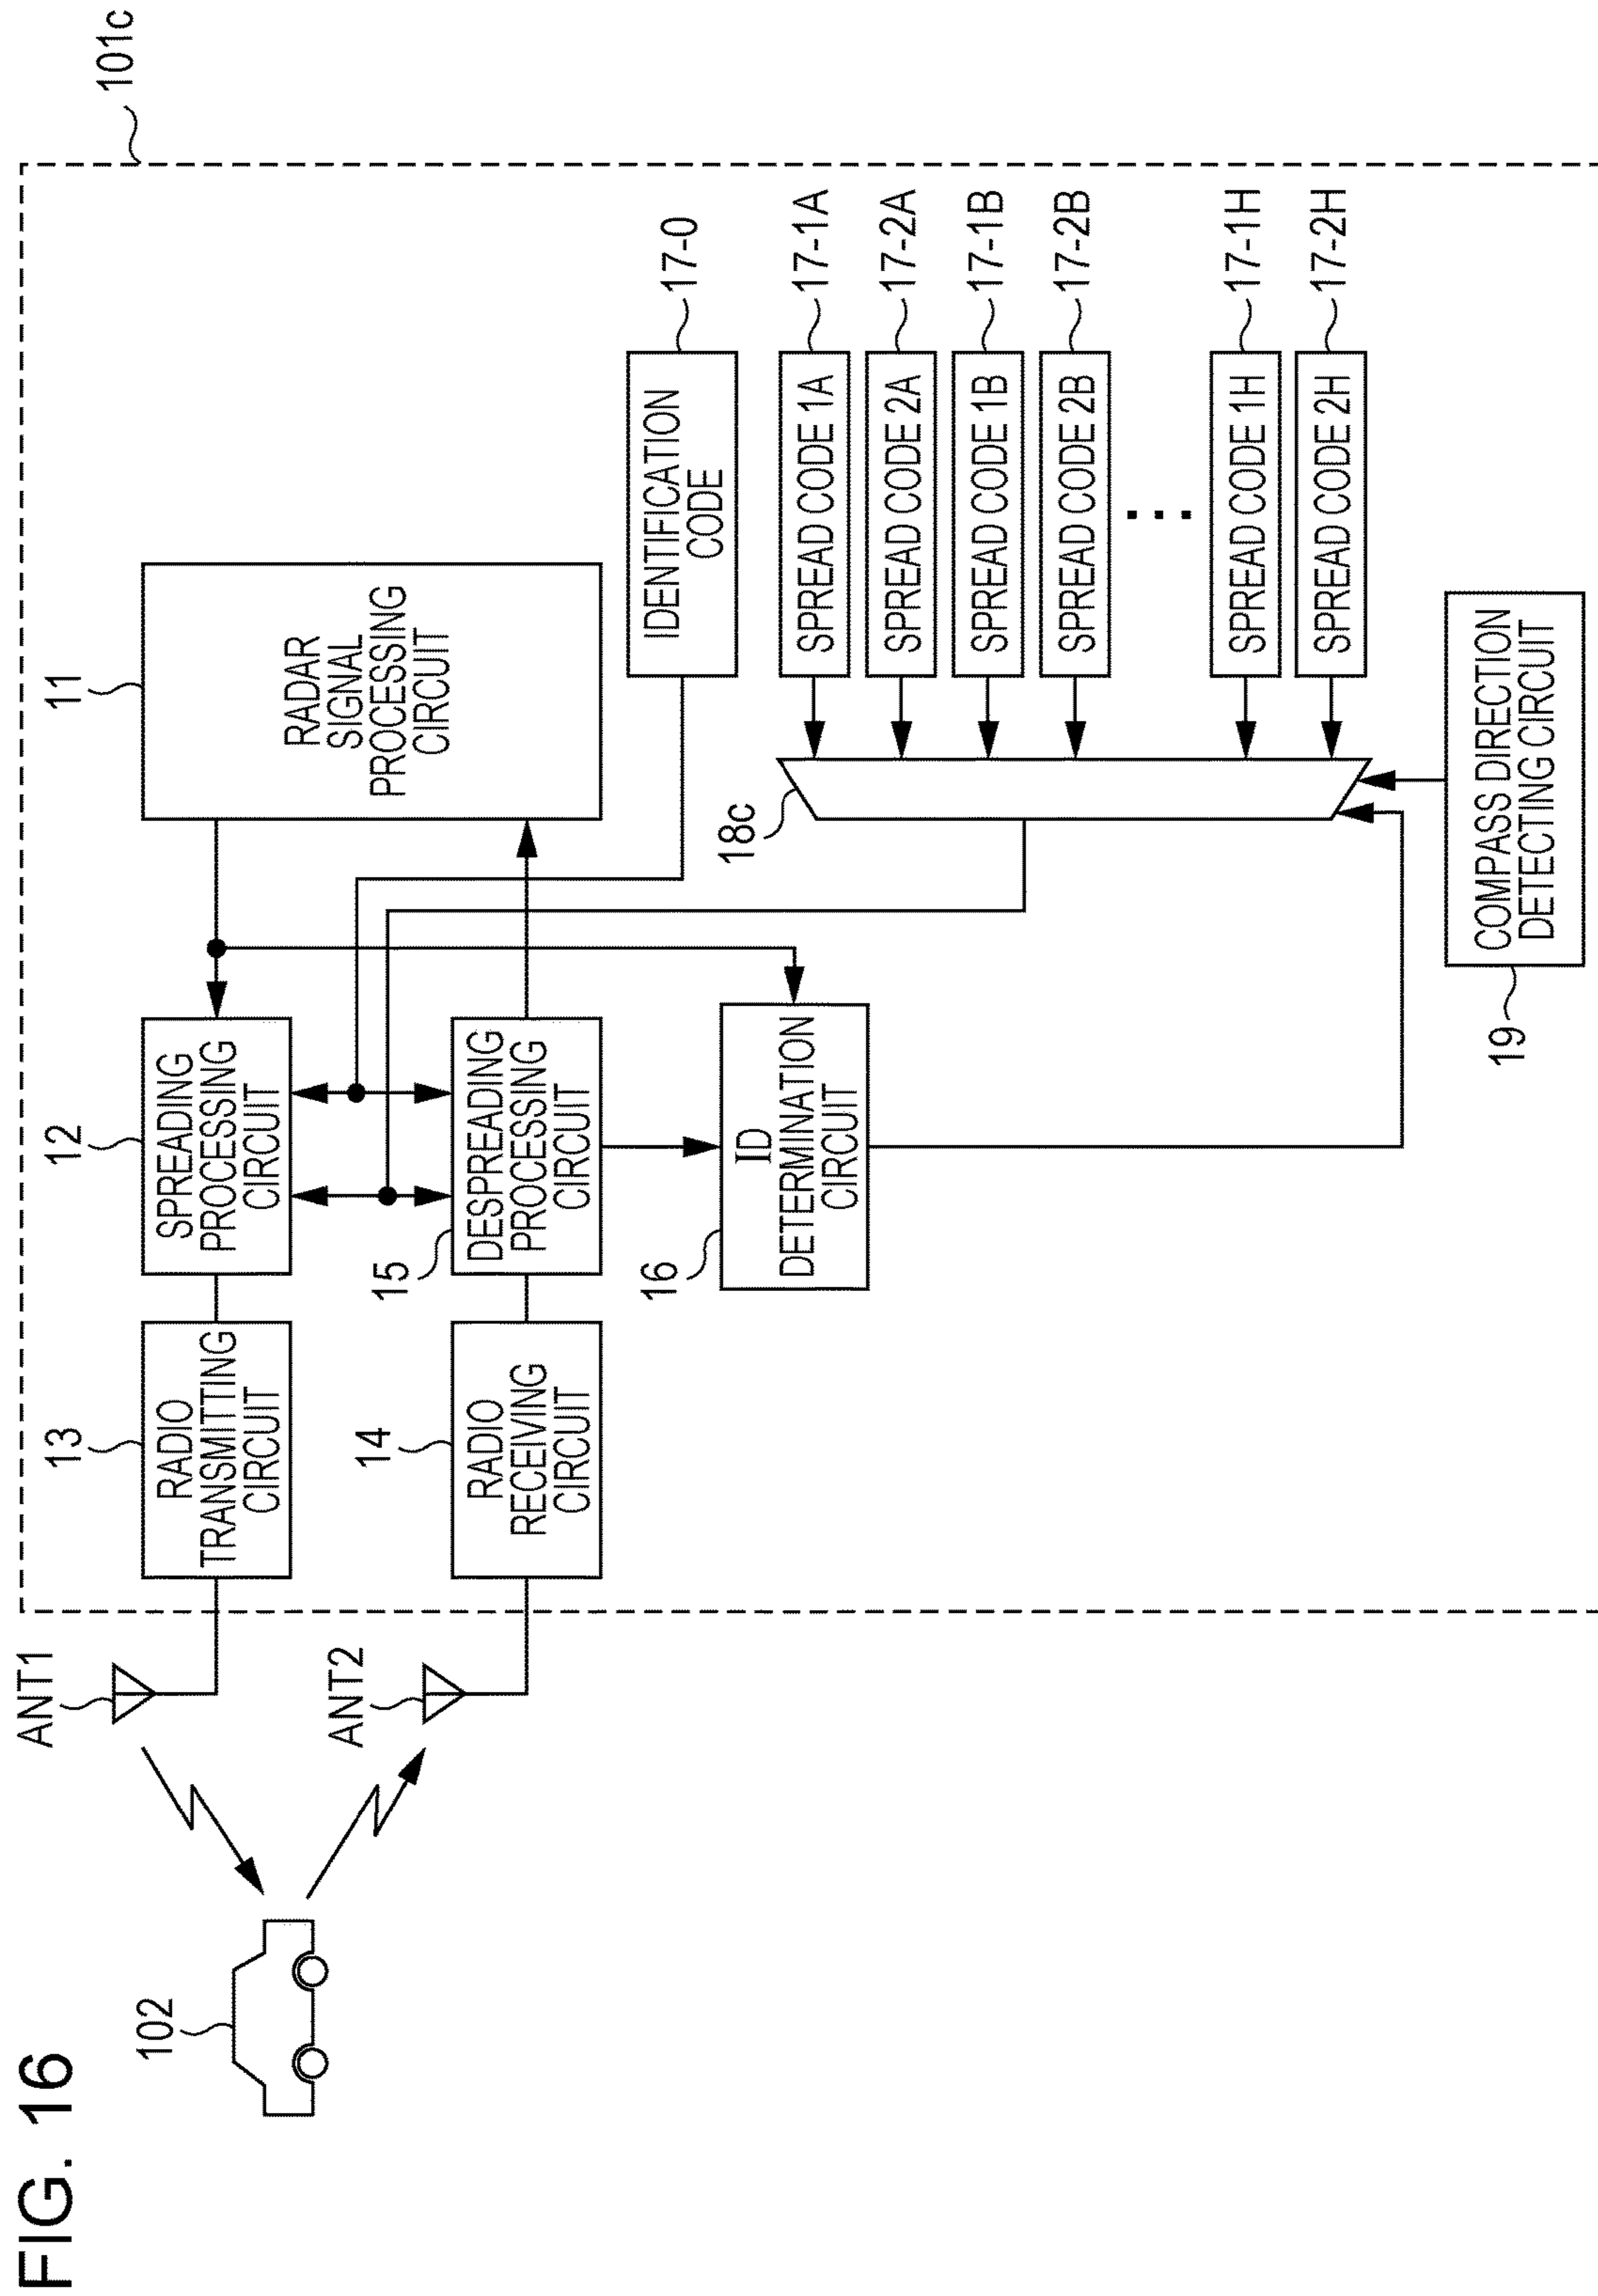 FIG. 16
101c
ANT1
ANT2
102
13
RADIO
TRANSMITTING
CIRCUIT
12
SPREADING
PROCESSING
CIRCUIT
11
RADAR
SIGNAL
PROCESSING
CIRCUIT
14
RADIO
RECEIVING
CIRCUIT
15
DESPREADING
PROCESSING
CIRCUIT
16
ID
DETERMINATION
CIRCUIT
IDENTIFICATION
CODE
17-0
18c
SPREAD CODE 1A
17-1A
SPREAD CODE 2A
17-2A
SPREAD CODE 1B
17-1B
SPREAD CODE 2B
17-2B
...
SPREAD CODE 1H
17-1H
SPREAD CODE 2H
17-2H
19
COMPASS DIRECTION
DETECTING CIRCUIT